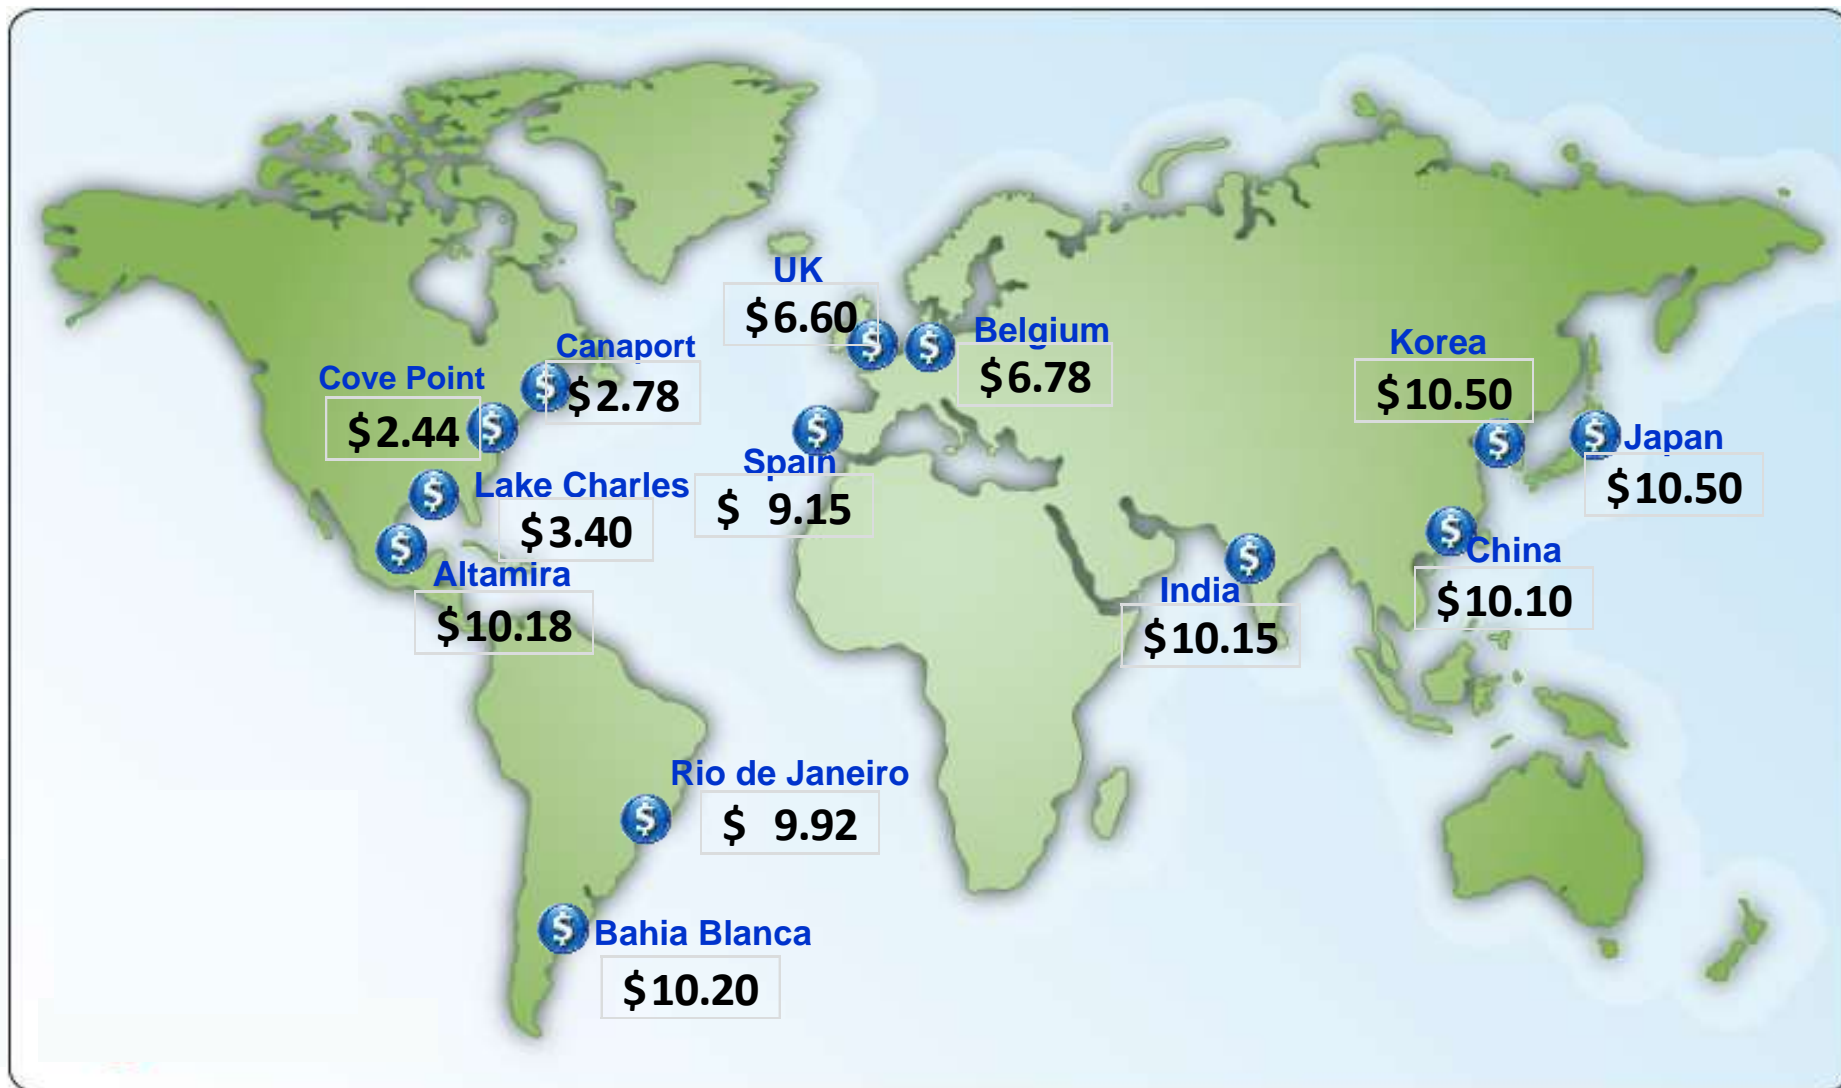 UK
$6.60
Belgium
$6.78
Canaport
$2.78
Cove Point
$2.44
Korea
$10.50
Japan
$10.50
Spain
$ 9.15
Lake Charles
$3.40
Altamira
$10.18
China
$10.10
India
$10.15
Rio de Janeiro
$ 9.92
Bahia Blanca
$10.20